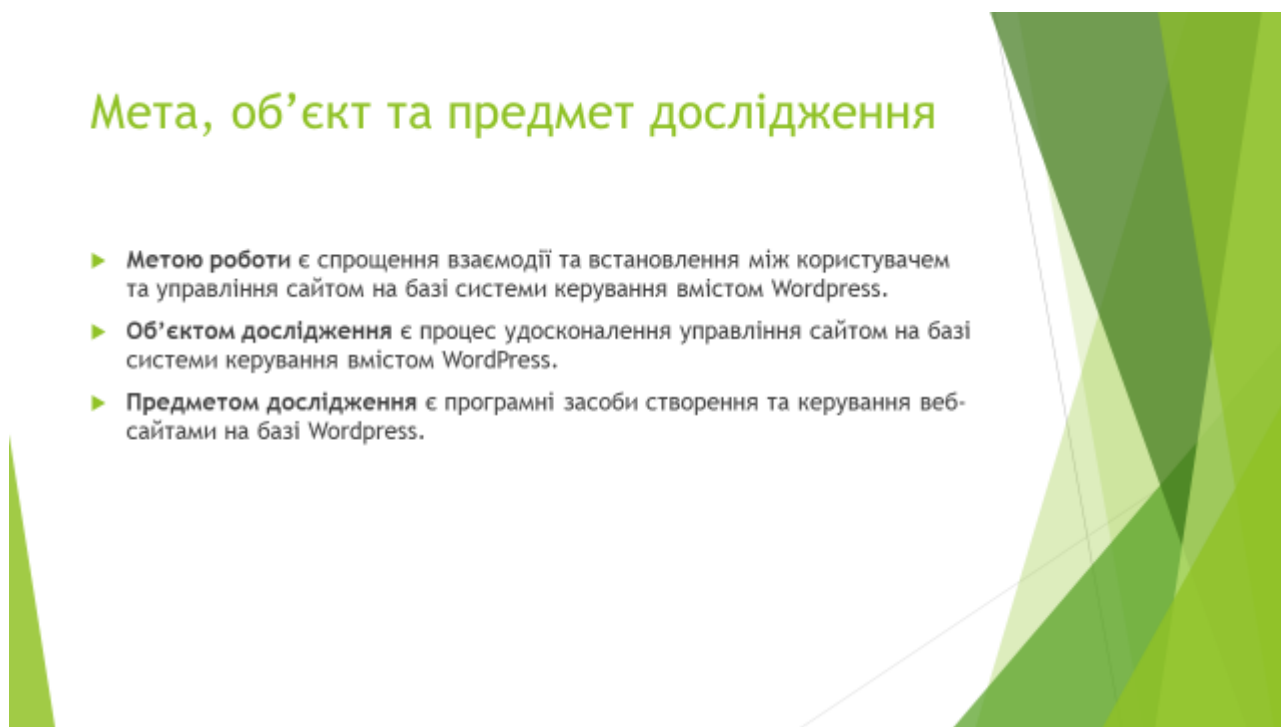 Мета, об’єкт та предмет дослідження
Метою роботи є спрощення взаємодії та встановлення між користувачем
та управління сайтом на базі системи керування вмістом Wordpress.
Об’єктом дослідження є процес удосконалення управління сайтом на базі
системи керування вмістом WordPress.
Предметом дослідження є програмні засоби створення та керування веб-
сайтами на базі Wordpress.